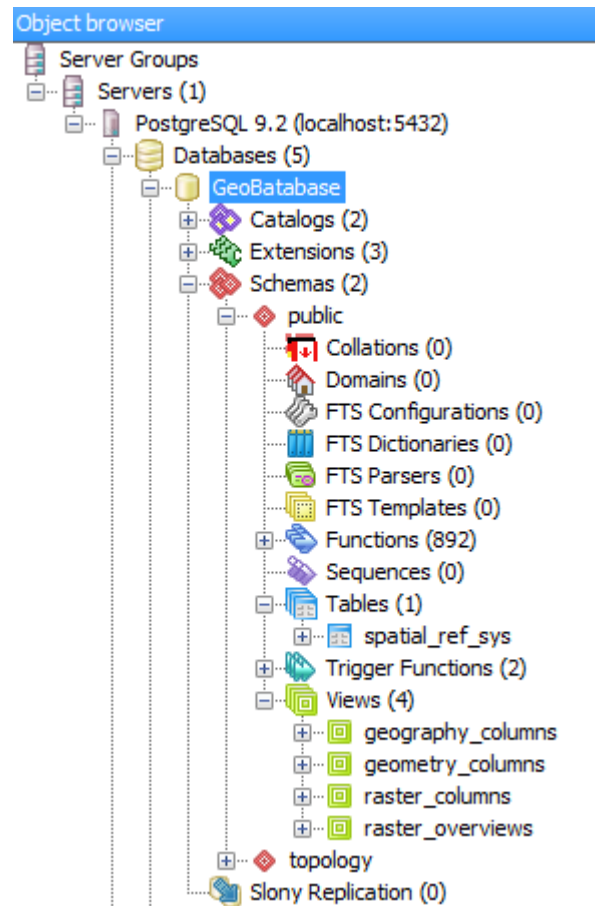 Object browser
Server Groups
Servers (1)
PostgreSQL 9.2 (localhost:5432)
Databases (5)
GeoBatabase
Catalogs (2)
Extensions (3)
Schemas (2)
public
Collations (0)
Domains (0)
FTS Configurations (0)
FTS Dictionaries (0)
FTS Parsers (0)
FTS Templates (0)
Functions (892)
Sequences (0)
Tables (1)
spatial_ref_sys
Trigger Functions (2)
Views (4)
geography_columns
geometry_columns
raster_columns
raster_overviews
topology
Slony Replication (0)